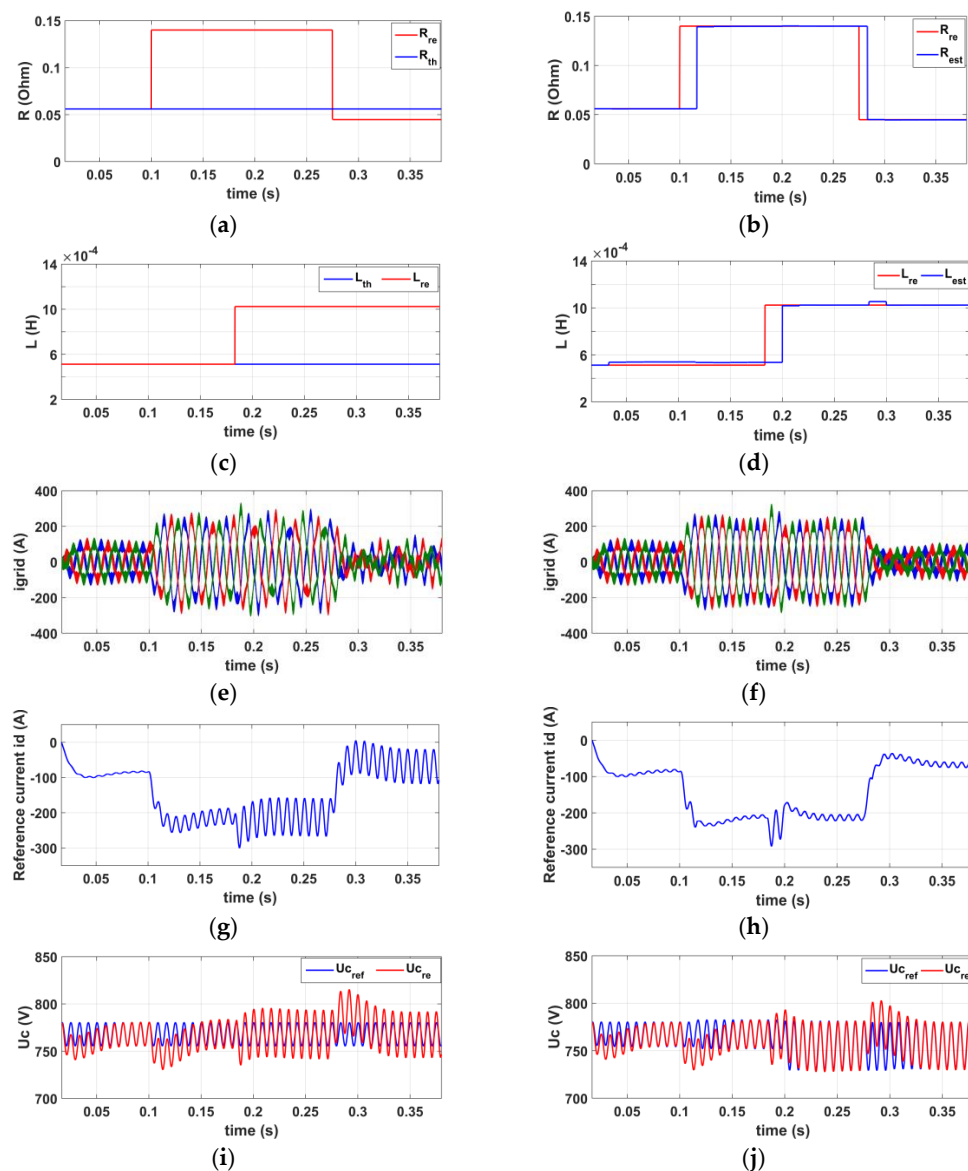 R (Ohm)
0.15
0.1
0.05
0
R_re
R_th
0.05 0.1 0.15 0.2 0.25 0.3 0.35
time (s)
(a)
R (Ohm)
0.15
0.1
0.05
0
R_re
R_est
0.05 0.1 0.15 0.2 0.25 0.3 0.35
time (s)
(b)
×10^-4
L (H)
14
10
6
2
L_th L_re
0.05 0.1 0.15 0.2 0.25 0.3 0.35
time (s)
(c)
×10^-4
L (H)
14
10
6
2
L_re L_est
0.05 0.1 0.15 0.2 0.25 0.3 0.35
time (s)
(d)
igrid (A)
400
200
0
-200
-400
0.05 0.1 0.15 0.2 0.25 0.3 0.35
time (s)
(e)
igrid (A)
400
200
0
-200
-400
0.05 0.1 0.15 0.2 0.25 0.3 0.35
time (s)
(f)
Reference current id (A)
0
-100
-200
-300
0.05 0.1 0.15 0.2 0.25 0.3 0.35
time (s)
(g)
Reference current id (A)
0
-100
-200
-300
0.05 0.1 0.15 0.2 0.25 0.3 0.35
time (s)
(h)
Uc (V)
850
800
750
700
Uc_ref Uc_re
0.05 0.1 0.15 0.2 0.25 0.3 0.35
time (s)
(i)
Uc (V)
850
800
750
700
Uc_ref Uc_re
0.05 0.1 0.15 0.2 0.25 0.3 0.35
time (s)
(j)